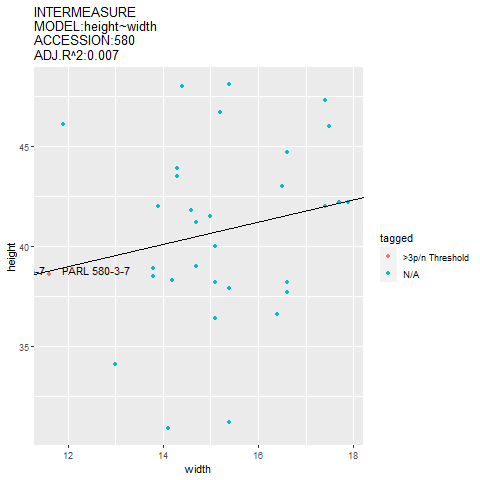 INTERMEASURE
MODEL:height~width
ACCESSION:580
ADJ.R^2:0.007
45
40
35
height
-7 PARL 580-3-7
12 14 16 18
width
tagged
>3p/n Threshold
N/A